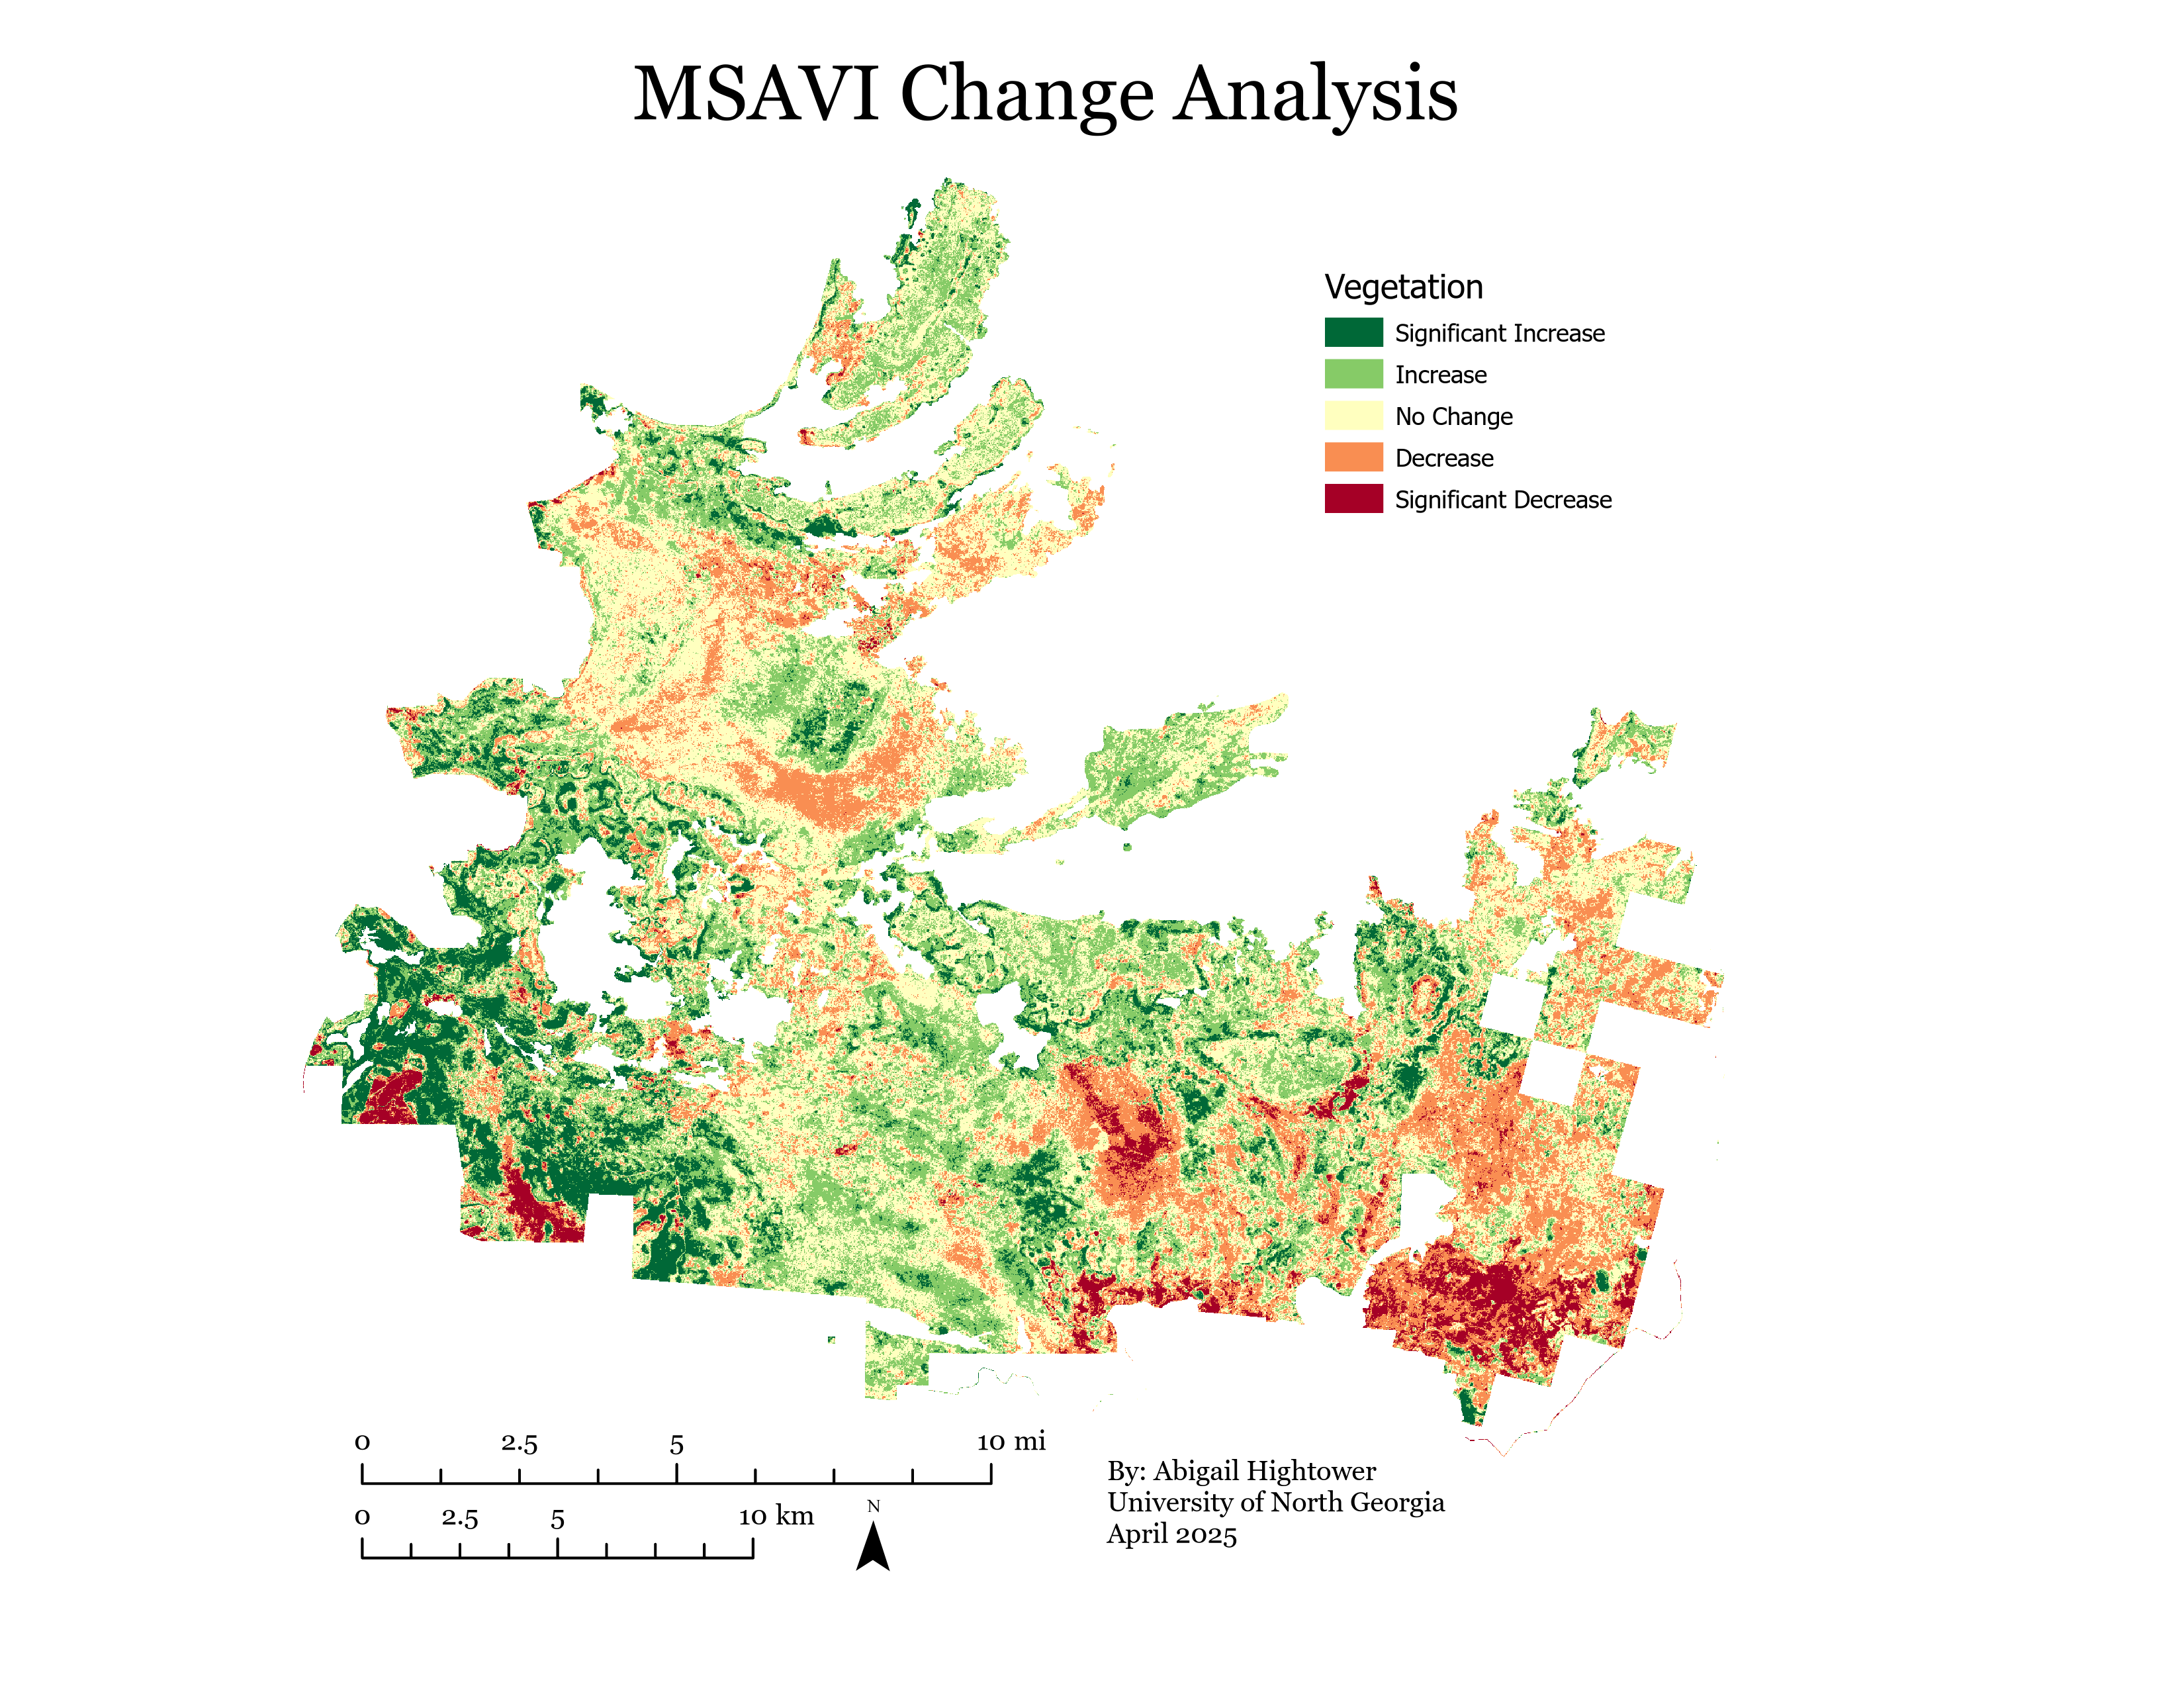 MSAVI Change Analysis
Vegetation
Significant Increase
Increase
No Change
Decrease
Significant Decrease
0 2.5 5 10 mi
0 2.5 5 10 km
N
By: Abigail Hightower
University of North Georgia
April 2025